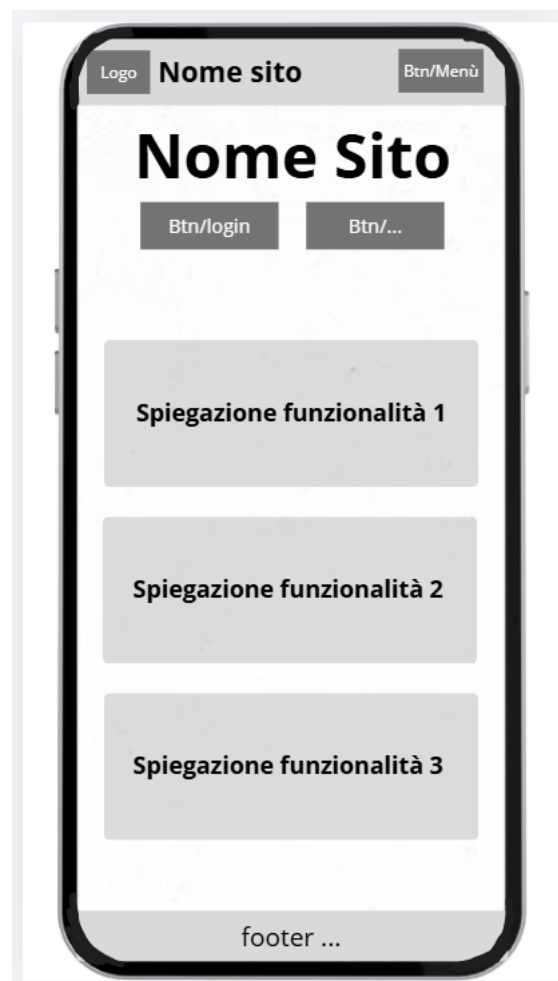 Logo Nome sito Btn/Menù
Nome Sito
Btn/login Btn/...
Spiegazione funzionalità 1
Spiegazione funzionalità 2
Spiegazione funzionalità 3
footer ...